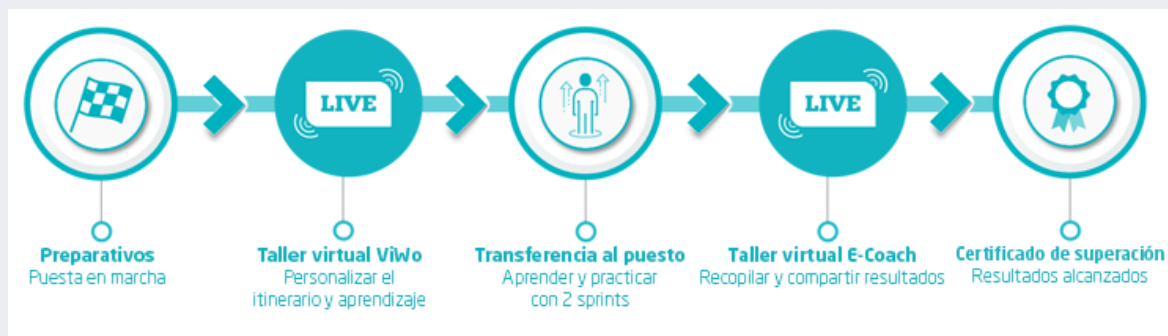 LIVE
LIVE
Preparativos
Puesta en marcha
Taller virtual ViWo
Personalizar el
itinerario y aprendizaje
Transferencia al puesto
Aprender y practicar
con 2 sprints
Taller virtual E-Coach
Recopilar y compartir resultados
Certificado de superación
Resultados alcanzados